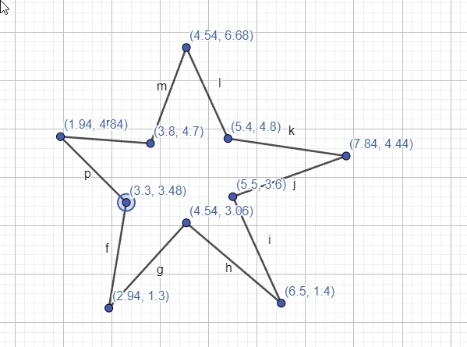 (4.54, 6.68)
m
l
(1.94, 4.84)
(3.8, 4.7)
(5.4, 4.8)
k
(7.84, 4.44)
p
(3.3, 3.48)
(5.5, 3.6)
j
(4.54, 3.06)
f
g
h
i
(2.94, 1.3)
(6.5, 1.4)